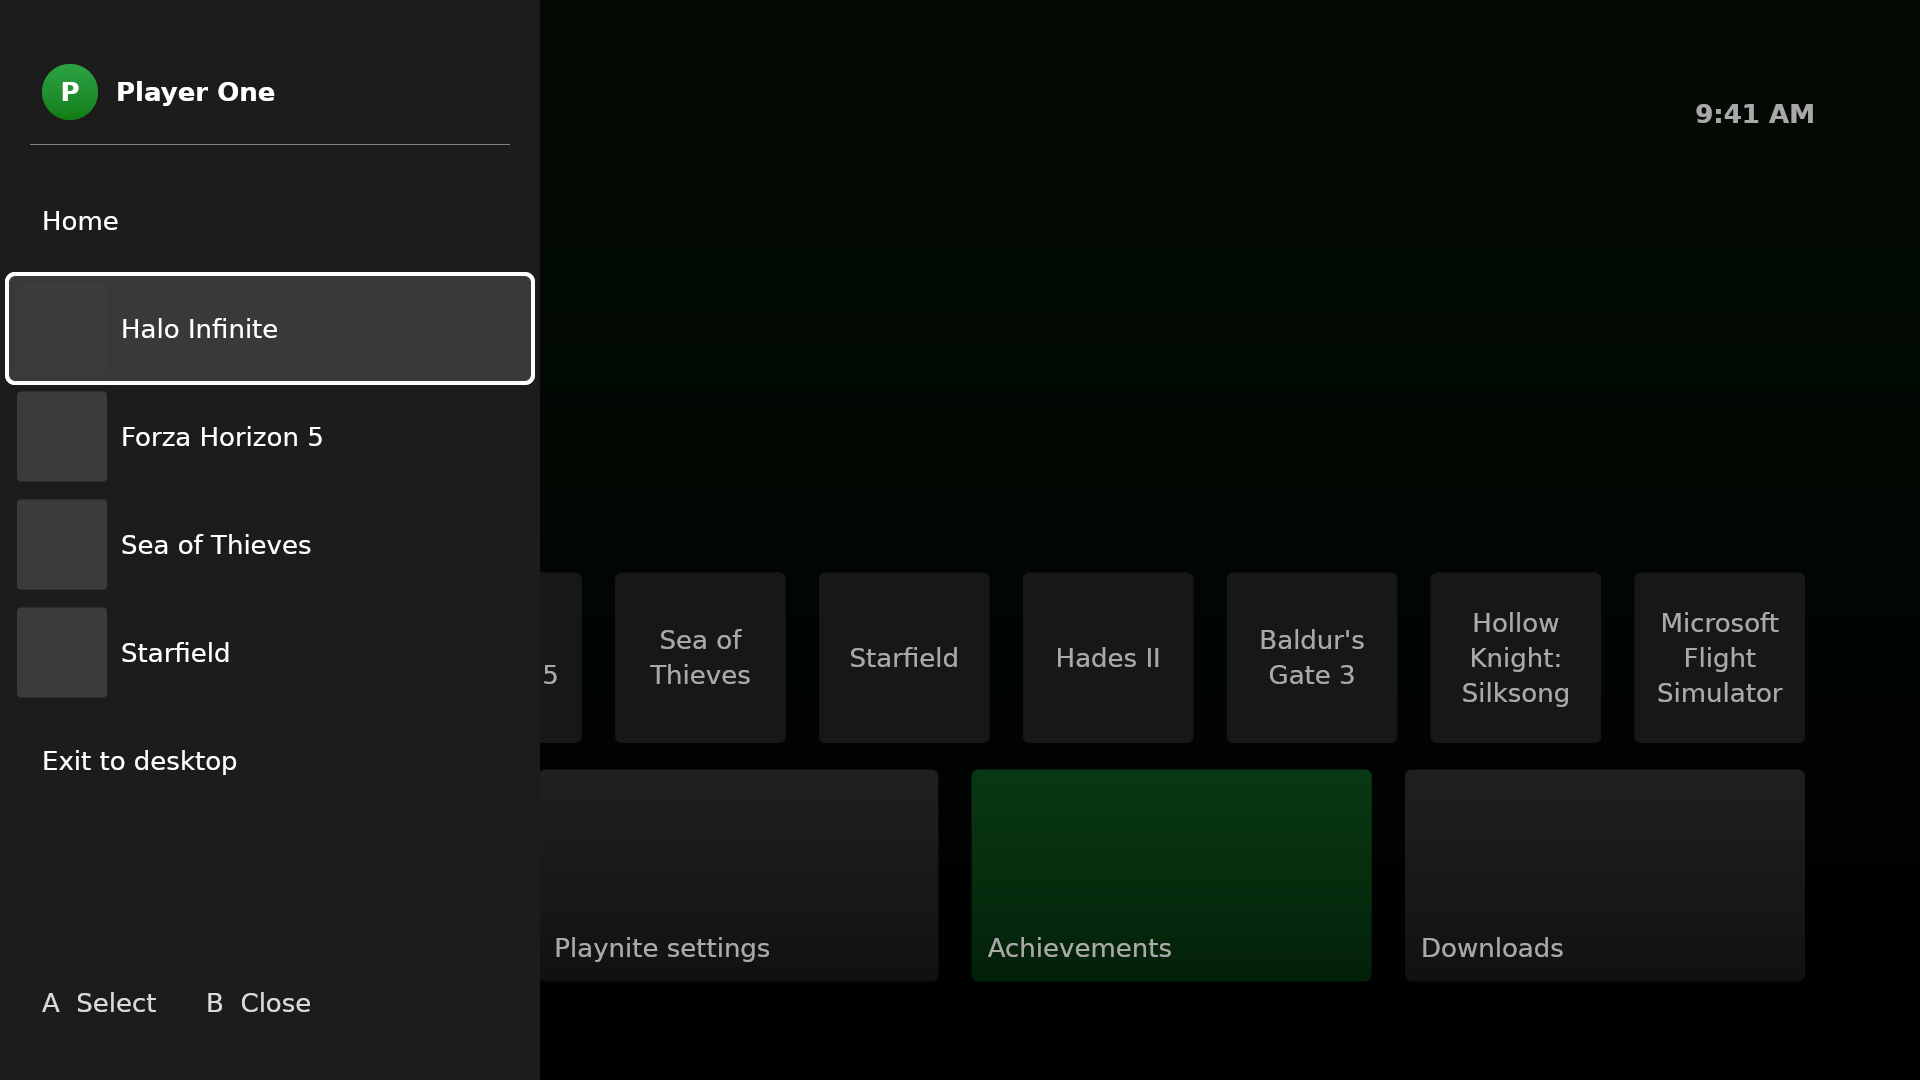 P
Player One
9:41 AM
Home
Halo Infinite
Forza Horizon 5
Sea of Thieves
Starfield
Exit to desktop
A Select
B Close
5
Sea of
Thieves
Starfield
Hades II
Baldur's
Gate 3
Hollow
Knight:
Silksong
Microsoft
Flight
Simulator
Playnite settings
Achievements
Downloads